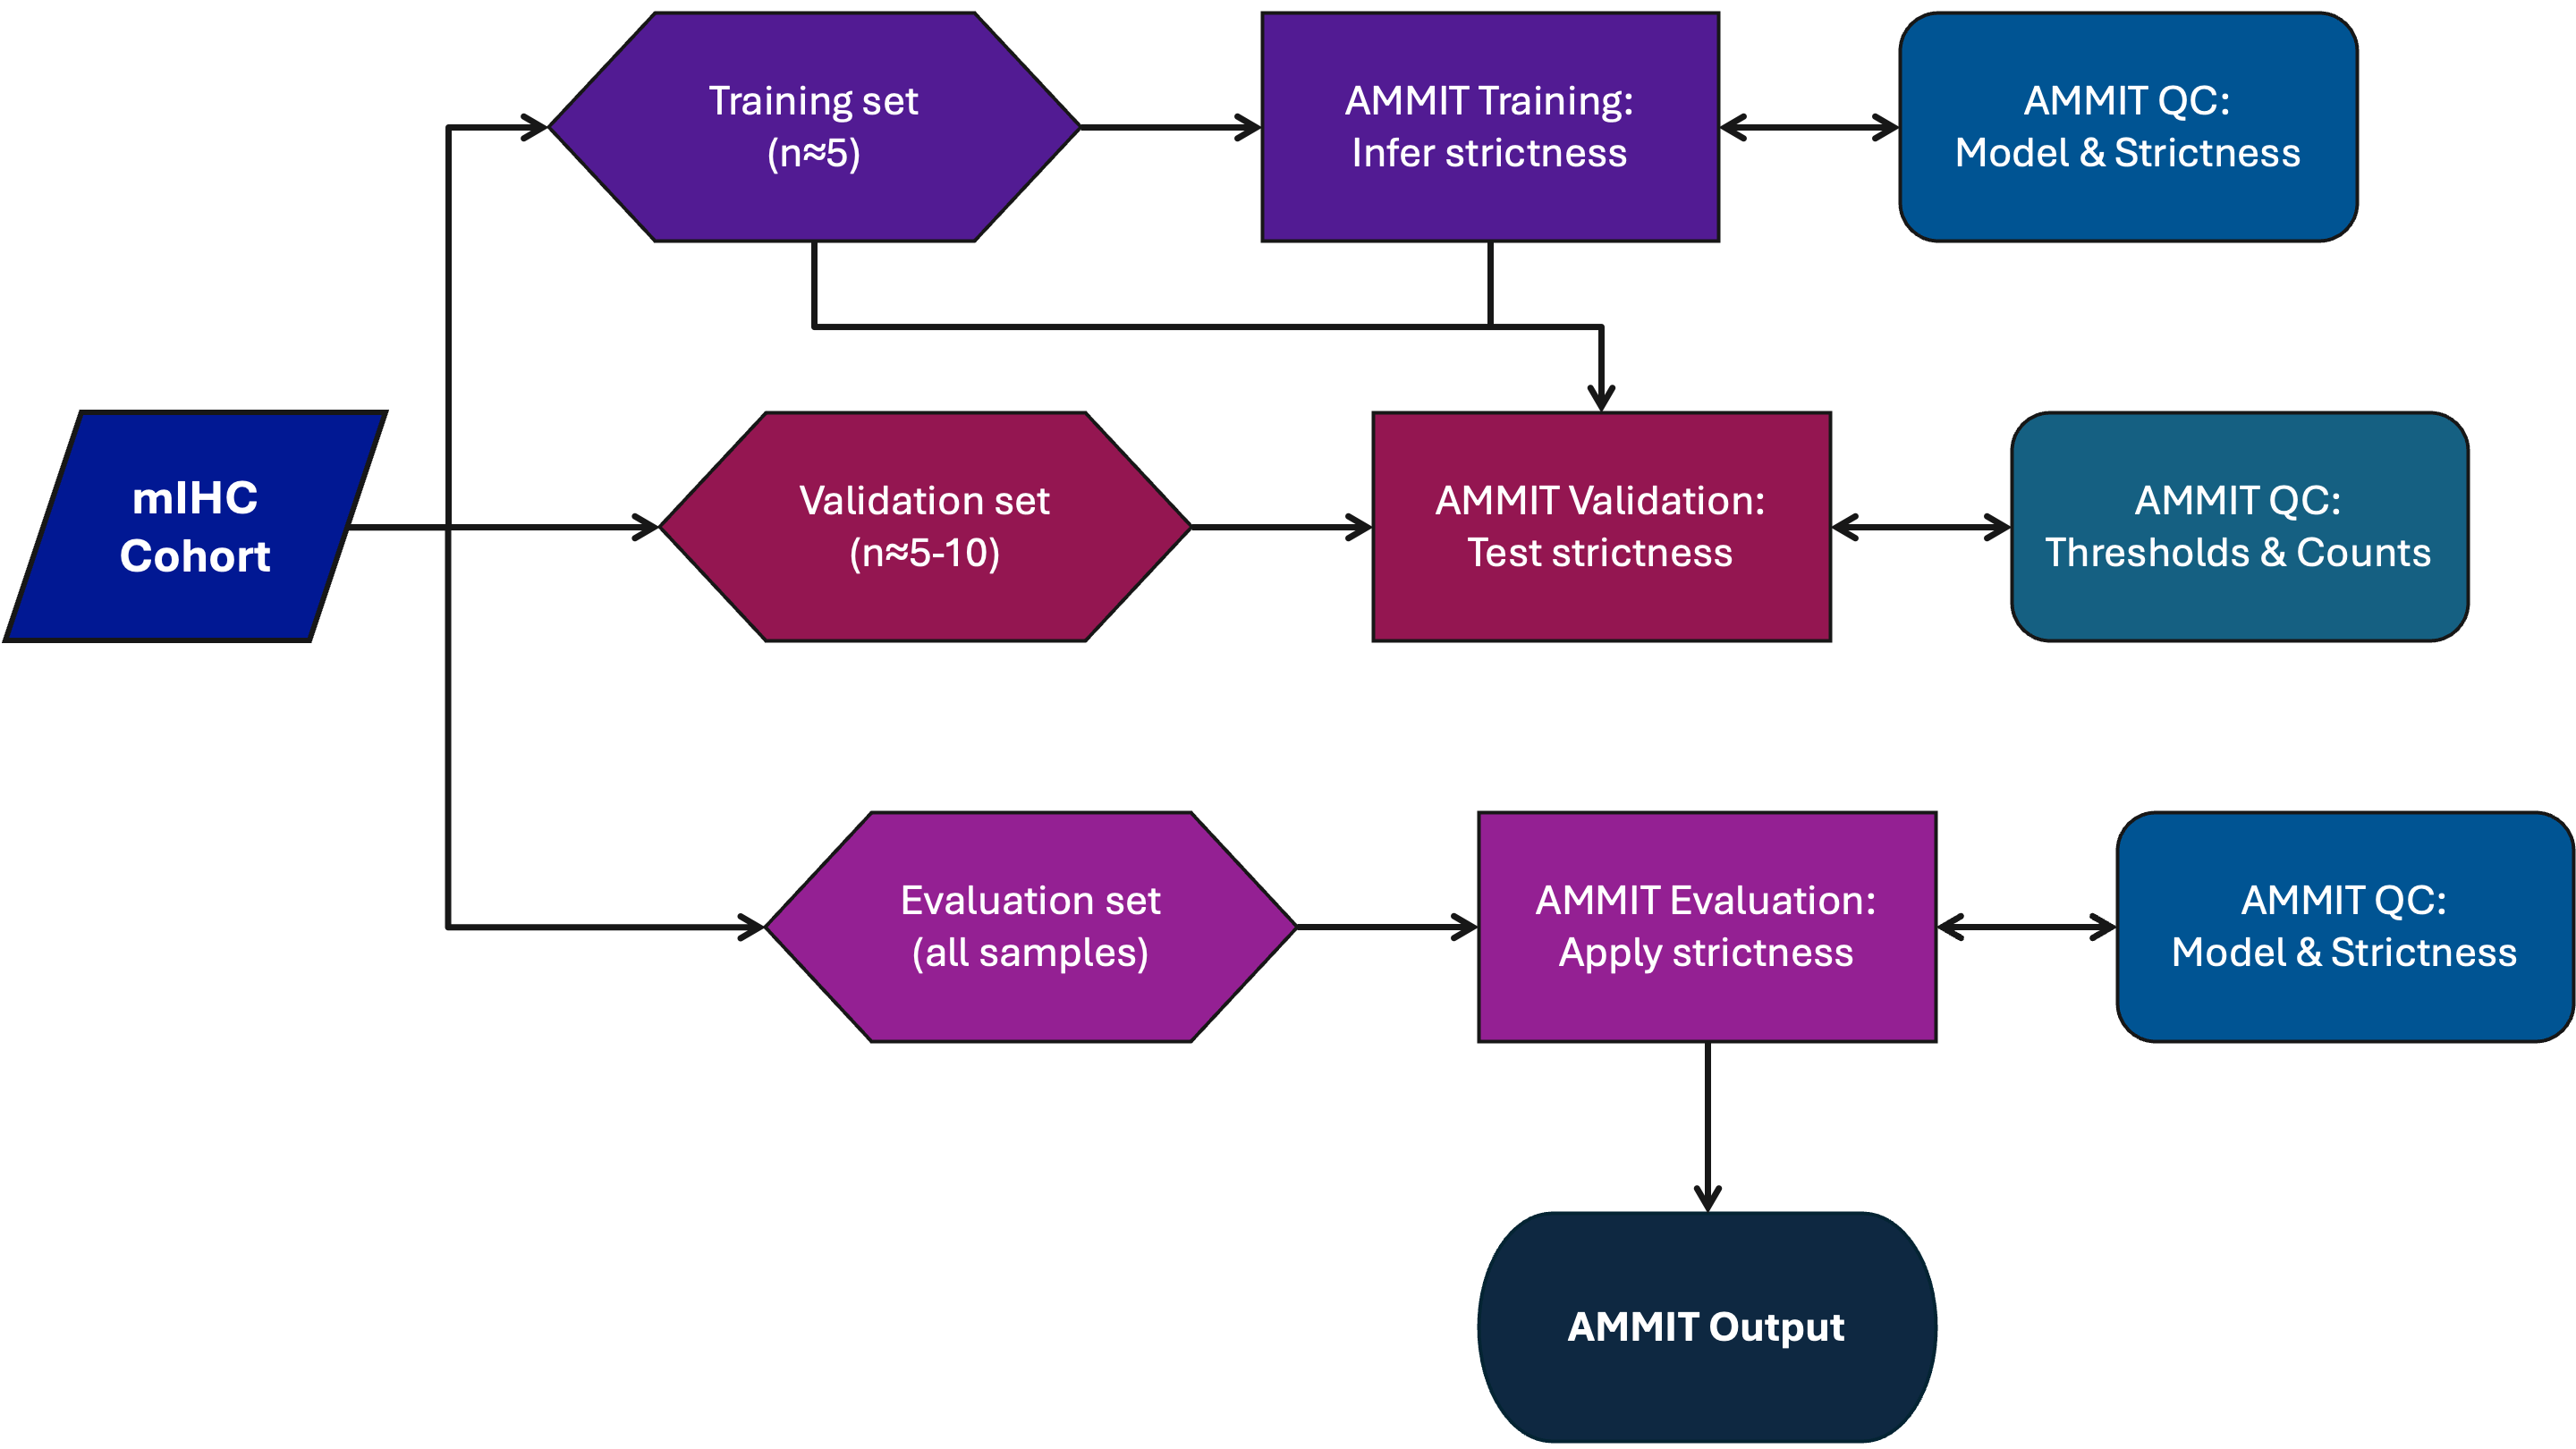 Training set
(n≈5)
AMMIT Training:
Infer strictness
AMMIT QC:
Model & Strictness
mIHC
Cohort
Validation set
(n≈5-10)
AMMIT Validation:
Test strictness
AMMIT QC:
Thresholds & Counts
Evaluation set
(all samples)
AMMIT Evaluation:
Apply strictness
AMMIT QC:
Model & Strictness
AMMIT Output